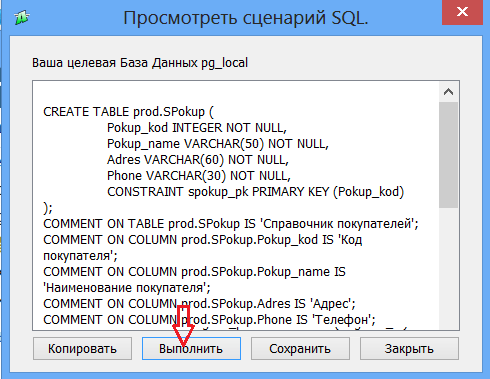 Просмотреть сценарий SQL.
Ваша целевая База Данных pg_local
CREATE TABLE prod.SPokup (
Pokup_kod INTEGER NOT NULL,
Pokup_name VARCHAR(50) NOT NULL,
Adres VARCHAR(60) NOT NULL,
Phone VARCHAR(30) NOT NULL,
CONSTRAINT spokup_pk PRIMARY KEY (Pokup_kod)
);
COMMENT ON TABLE prod.SPokup IS 'Справочник покупателей';
COMMENT ON COLUMN prod.SPokup.Pokup_kod IS 'Код
покупателя';
COMMENT ON COLUMN prod.SPokup.Pokup_name IS
'Наименование покупателя';
COMMENT ON COLUMN prod.SPokup.Adres IS 'Адрес';
COMMENT ON COLUMN prod.SPokup.Phone IS 'Телефон';
Копировать Выполнить Сохранить Закрыть